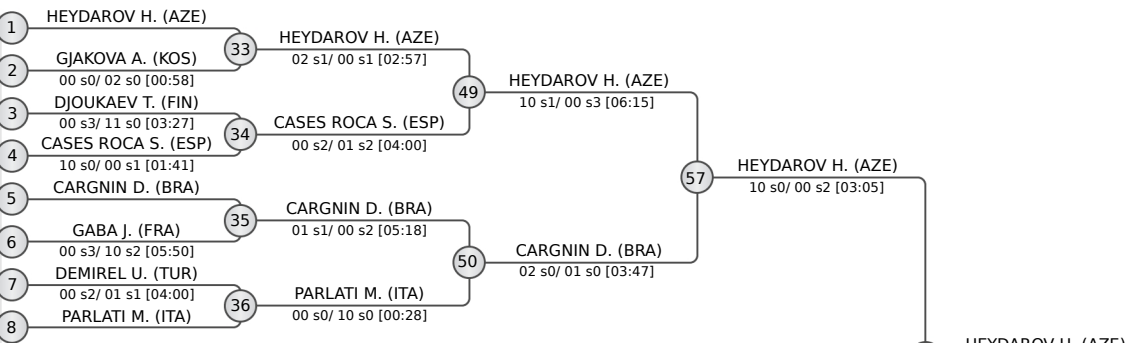 1
HEYDAROV H. (AZE)
33
HEYDAROV H. (AZE)
02 s1/ 00 s1 [02:57]
2
GJAKOVA A. (KOS)
00 s0/ 02 s0 [00:58]
49
HEYDAROV H. (AZE)
10 s1/ 00 s3 [06:15]
3
DJOUKAEV T. (FIN)
00 s3/ 11 s0 [03:27]
34
CASES ROCA S. (ESP)
00 s2/ 01 s2 [04:00]
4
CASES ROCA S. (ESP)
10 s0/ 00 s1 [01:41]
57
HEYDAROV H. (AZE)
10 s0/ 00 s2 [03:05]
5
CARGNIN D. (BRA)
35
CARGNIN D. (BRA)
01 s1/ 00 s2 [05:18]
6
GABA J. (FRA)
00 s3/ 10 s2 [05:50]
50
CARGNIN D. (BRA)
02 s0/ 01 s0 [03:47]
7
DEMIREL U. (TUR)
00 s2/ 01 s1 [04:00]
36
PARLATI M. (ITA)
00 s0/ 10 s0 [00:28]
8
PARLATI M. (ITA)
HEYDAROV H. (AZE)